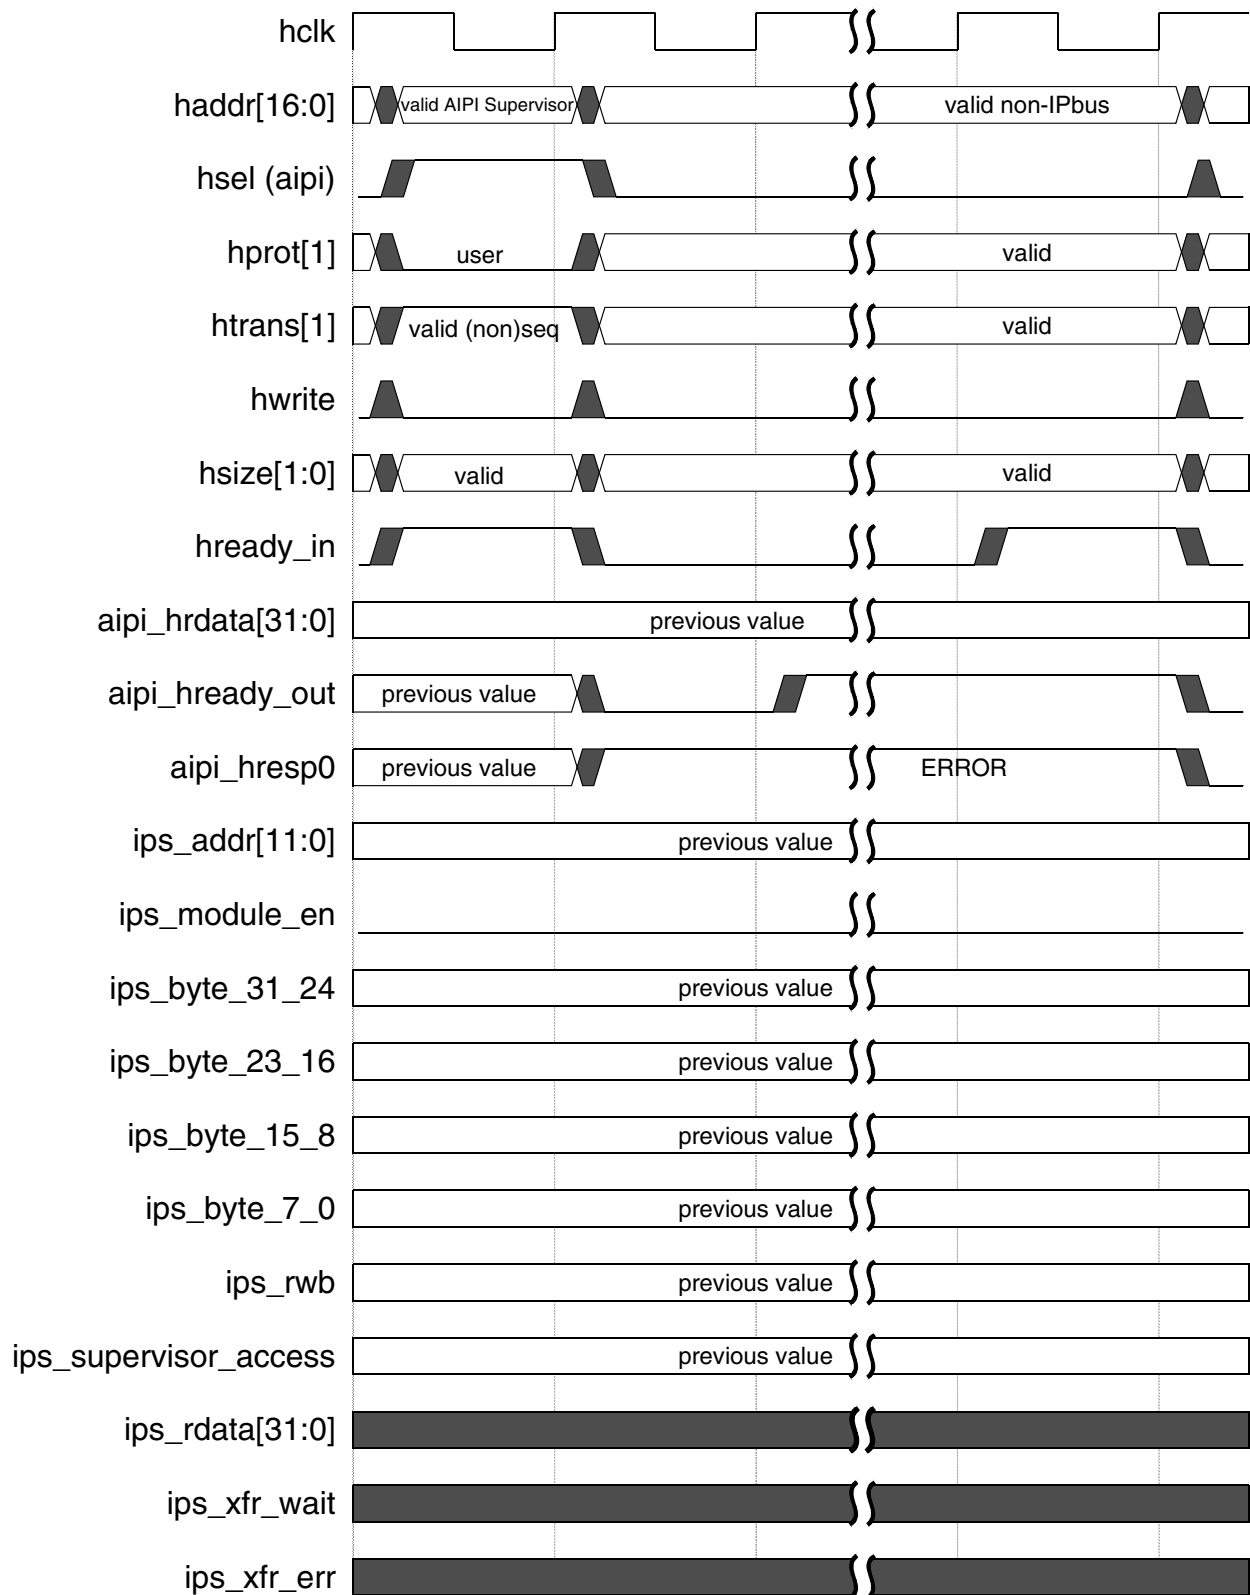 hclk
haddr[16:0] valid AIPI Supervisor valid non-IPbus
hsel (aipi)
hprot[1] user valid
htrans[1] valid (non)seq valid
hwrite
hsize[1:0] valid valid
hready_in
aipi_hrdata[31:0] previous value
aipi_hready_out previous value
aipi_hresp0 previous value ERROR
ips_addr[11:0] previous value
ips_module_en
ips_byte_31_24 previous value
ips_byte_23_16 previous value
ips_byte_15_8 previous value
ips_byte_7_0 previous value
ips_rwb previous value
ips_supervisor_access previous value
ips_rdata[31:0]
ips_xfr_wait
ips_xfr_err